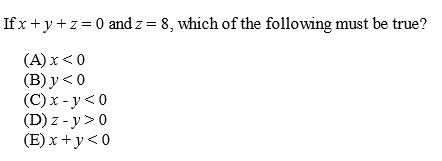 If x + y + z = 0 and z = 8, which of the following must be true?
(A) x < 0
(B) y < 0
(C) x - y < 0
(D) z - y > 0
(E) x + y < 0